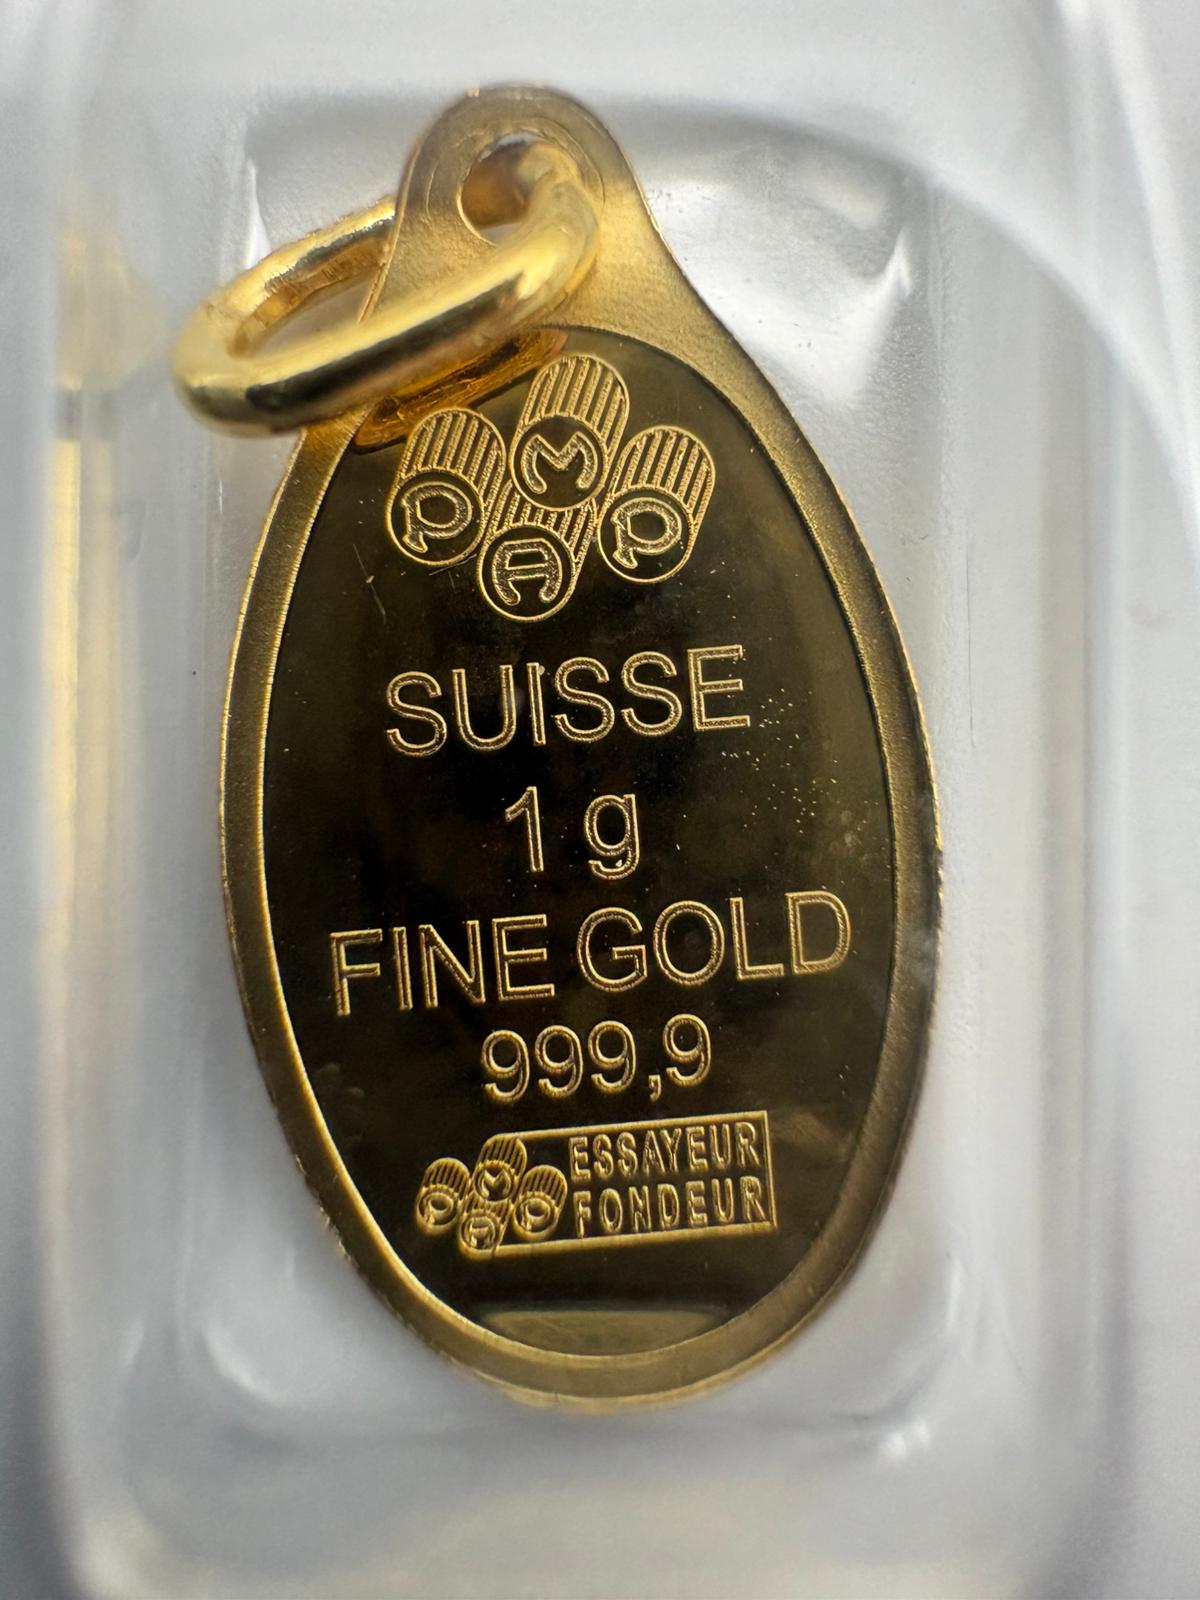 PAMP
SUISSE
1 g
FINE GOLD
999,9
PAMP ESSAYEUR
FONDEUR